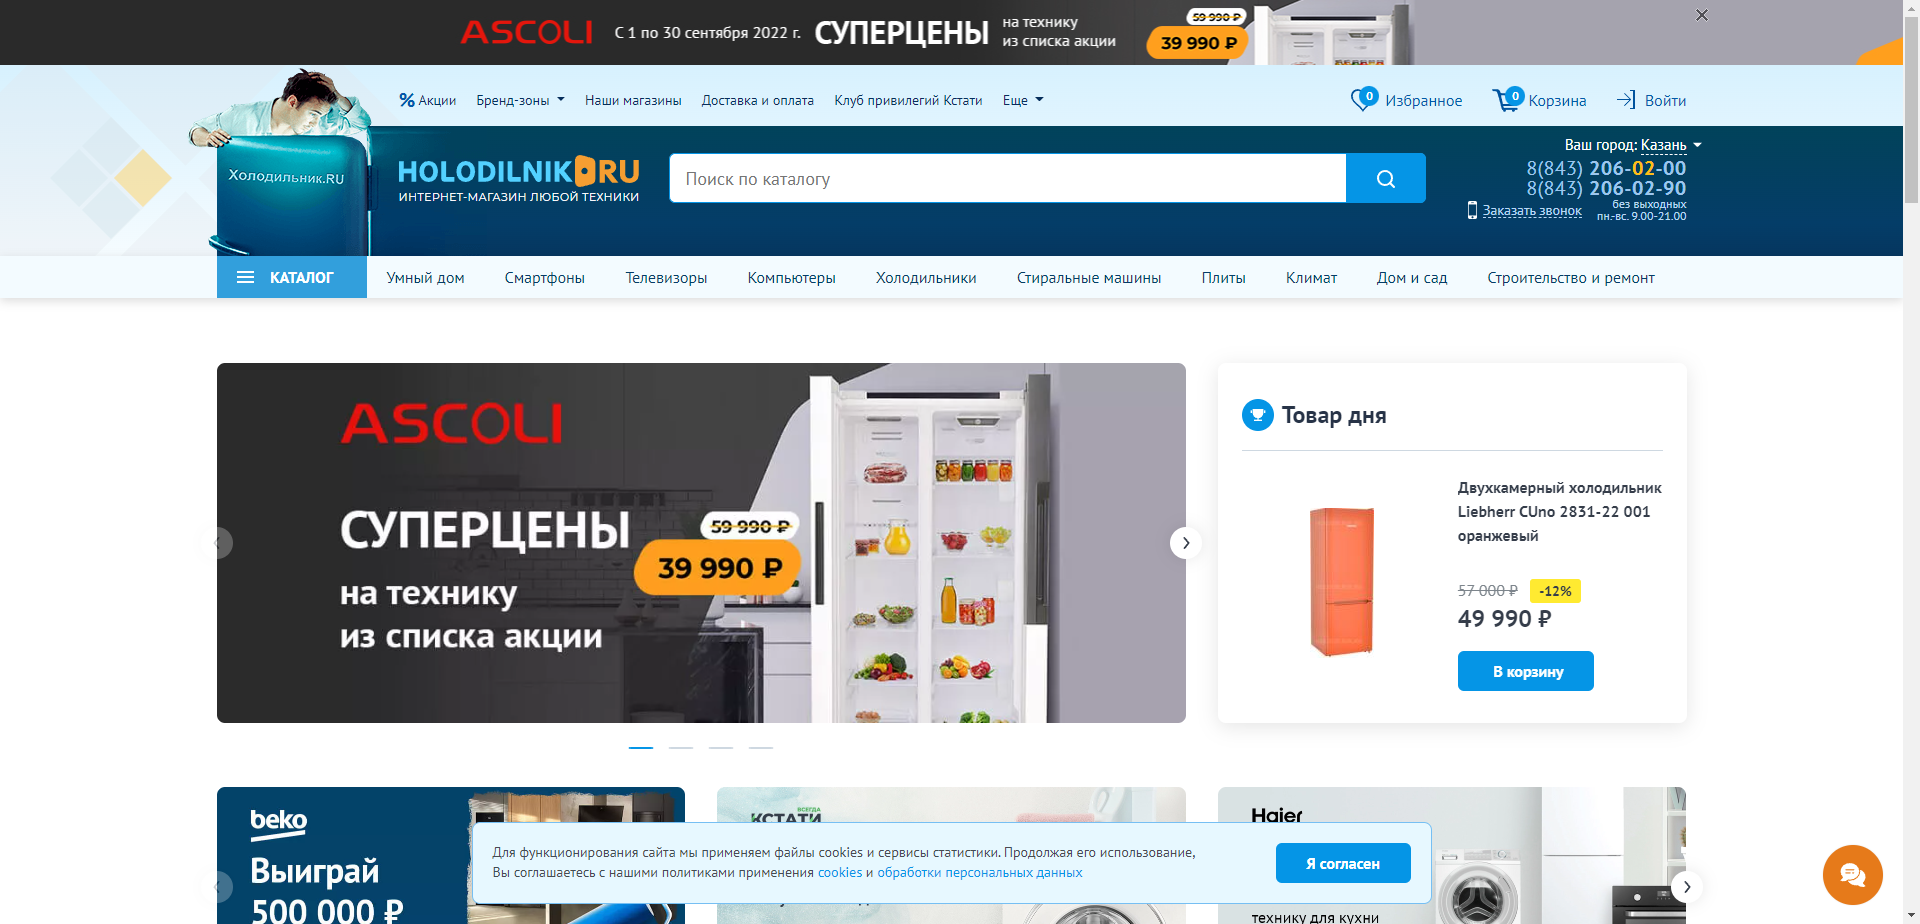 ASCOLI С 1 по 30 сентября 2022 г. СУПЕРЦЕНЫ на технику из списка акции 59 990 ₽ 39 990 ₽
% Акции Бренд-зоны Наши магазины Доставка и оплата Клуб привилегий Кстати Еще 0 Избранное 0 Корзина Войти
Холодильник.RU
HOLODILNIK.RU
ИНТЕРНЕТ-МАГАЗИН ЛЮБОЙ ТЕХНИКИ
Поиск по каталогу
Ваш город: Казань
8(843) 206-02-00
8(843) 206-02-90
Заказать звонок
без выходных
пн.-вс. 9.00-21.00
КАТАЛОГ Умный дом Смартфоны Телевизоры Компьютеры Холодильники Стиральные машины Плиты Климат Дом и сад Строительство и ремонт
ASCOLI
СУПЕРЦЕНЫ
на технику
из списка акции
59 990 ₽
39 990 ₽
Товар дня
Двухкамерный холодильник
Liebherr CUno 2831-22 001
оранжевый
57 000 ₽ -12%
49 990 ₽
В корзину
beko
Выиграй
500 000 ₽
ВСЕГДА
КСТАТИ
Haier
технику для кухни
Для функционирования сайта мы применяем файлы cookies и сервисы статистики. Продолжая его использование,
Вы соглашаетесь с нашими политиками применения cookies и обработки персональных данных
Я согласен